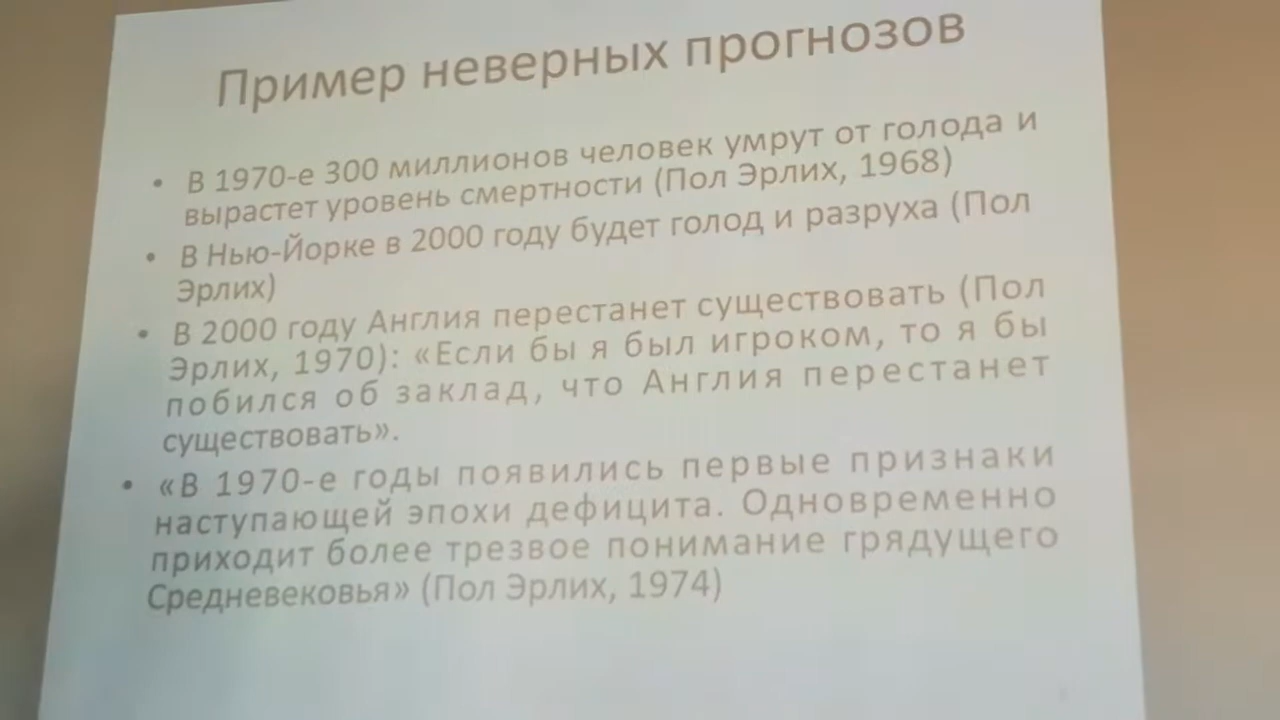 Пример неверных прогнозов
• В 1970-е 300 миллионов человек умрут от голода и
вырастет уровень смертности (Пол Эрлих, 1968)
• В Нью-Йорке в 2000 году будет голод и разруха (Пол
Эрлих)
• В 2000 году Англия перестанет существовать (Пол
Эрлих, 1970): «Если бы я был игроком, то я бы
побился об заклад, что Англия перестанет
существовать».
• «В 1970-е годы появились первые признаки
наступающей эпохи дефицита. Одновременно
приходит более трезвое понимание грядущего
Средневековья» (Пол Эрлих, 1974)